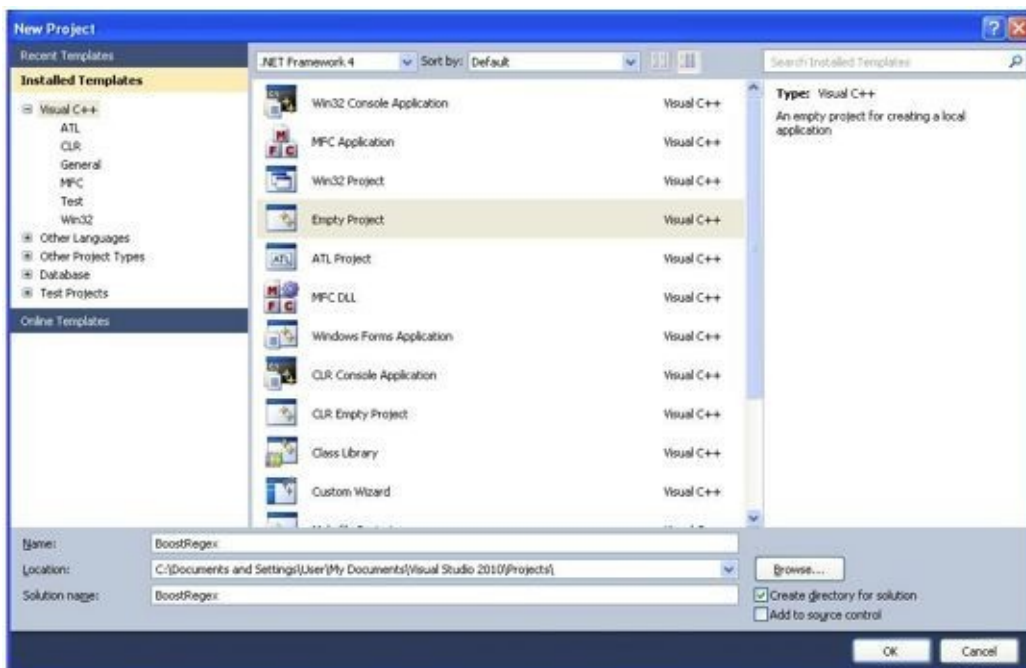 New Project
Recent Templates
Installed Templates
Visual C++
ATL
CLR
General
MFC
Test
Win32
Other Languages
Other Project Types
Database
Test Projects
Online Templates
.NET Framework 4
Sort by: Default
Search Installed Templates
Win32 Console Application Visual C++
MFC Application Visual C++
Win32 Project Visual C++
Empty Project Visual C++
ATL Project Visual C++
MFC DLL Visual C++
Windows Forms Application Visual C++
CLR Console Application Visual C++
CLR Empty Project Visual C++
Class Library Visual C++
Custom Wizard Visual C++
Type: Visual C++
An empty project for creating a local
application
Name: BoostRegex
Location: C:\Documents and Settings\User\My Documents\Visual Studio 2010\Projects\
Browse...
Solution name: BoostRegex
Create directory for solution
Add to source control
OK Cancel